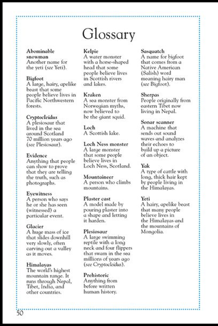 Glossary
Abominable
snowman
Another name for
the yeti (see Yeti).
Bigfoot
A large, hairy, apelike
beast that some
people believe lives in
Pacific Northwestern
forests.
Cryptoclidus
A plesiosaur that
lived in the sea
around Scotland
70 million years ago
(see Plesiosaur).
Evidence
Anything that people
can show to prove
that they are telling
the truth, such as
photographs.
Eyewitness
A person who says
he or she has seen
(witnessed) a
particular event.
Glacier
A huge mass of ice
that slides downhill
very slowly, often
carving out a valley
as it moves.
Himalayas
The world's highest
mountain range. It
runs through Nepal,
Tibet, India, and
other countries.
Kelpie
A water monster
with a horse-shaped
head that some
people believe lives
in Scottish rivers
and lakes.
Kraken
A sea monster from
Norwegian myths,
now believed to
be the giant squid.
Loch
A Scottish lake.
Loch Ness monster
A large monster
that some people
believe lives in
Loch Ness, Scotland.
Mountaineer
A person who climbs
mountains.
Plaster cast
A model made by
pouring plaster into
a shape and letting
it harden.
Plesiosaur
A large swimming
reptile with a long
neck and four flippers
that swam in the sea
millions of years ago
(see Cryptoclidus).
Prehistoric
Anything from
before written
human history.
Sasquatch
A name for bigfoot
that comes from a
Native American
(Salish) word
meaning hairy man
(see Bigfoot).
Sherpas
People originally from
eastern Tibet now
living in Nepal.
Sonar scanner
A machine that
sends out sound
waves and analyzes
their echoes to
build up a picture
of an object.
Yak
A type of cattle with
long, thick hair kept
by people living in
the Himalayas.
Yeti
A hairy, apelike beast
that many people
believe lives in the
Himalayas and the
mountains of
Mongolia.
50